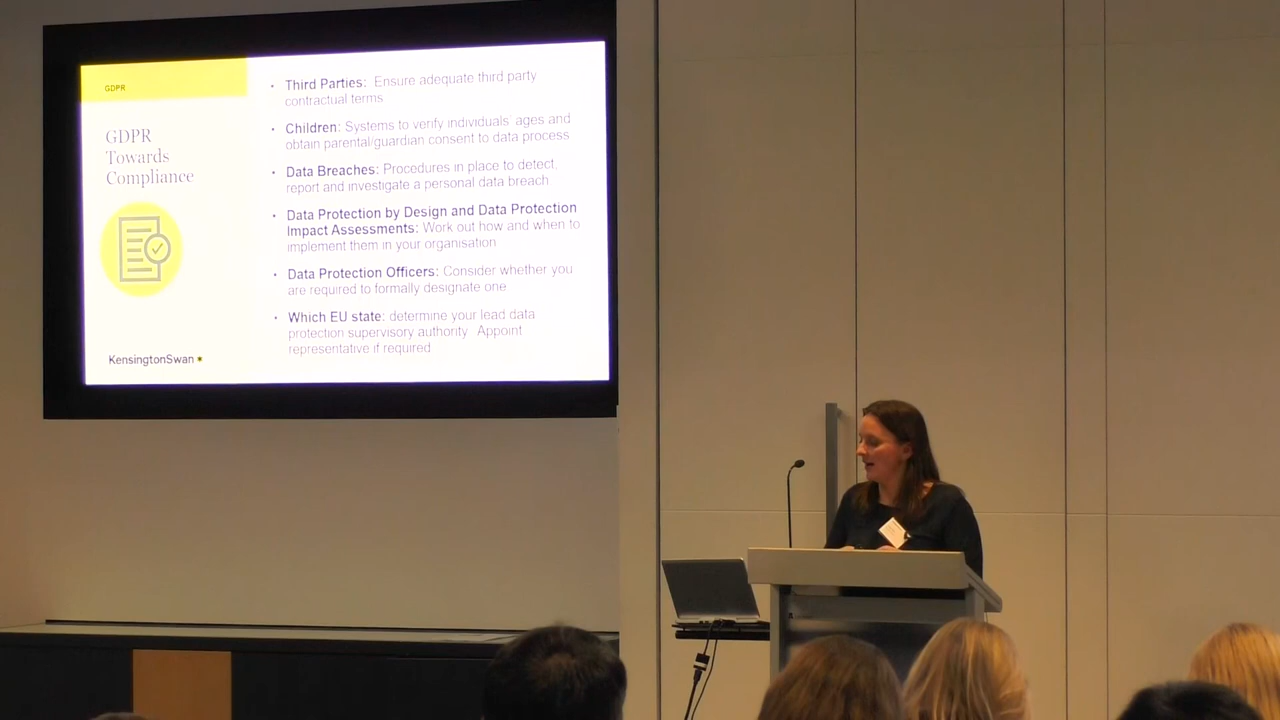 GDPR
GDPR
Towards
Compliance
KensingtonSwan*
• Third Parties: Ensure adequate third party
contractual terms
• Children: Systems to verify individuals' ages and
obtain parental/guardian consent to data process
• Data Breaches: Procedures in place to detect,
report and investigate a personal data breach
• Data Protection by Design and Data Protection
Impact Assessments: Work out how and when to
implement them in your organisation
• Data Protection Officers: Consider whether you
are required to formally designate one
• Which EU state: determine your lead data
protection supervisory authority. Appoint
representative if required